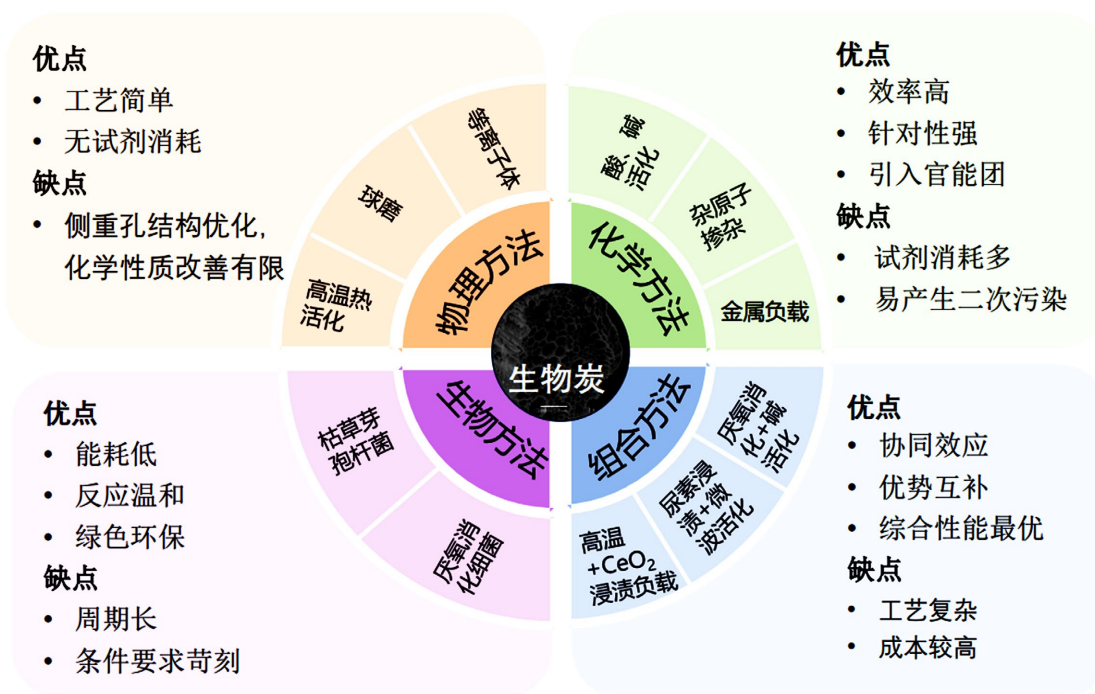 优点
• 工艺简单
• 无试剂消耗
缺点
• 侧重孔结构优化,
化学性质改善有限
等离子体
球磨
高温热
活化
物理方法
酸、碱
活化
杂原子
掺杂
金属负载
化学方法
优点
• 效率高
• 针对性强
• 引入官能团
缺点
• 试剂消耗多
• 易产生二次污染
生物炭
优点
• 能耗低
• 反应温和
• 绿色环保
缺点
• 周期长
• 条件要求苛刻
枯草芽
孢杆菌
厌氧消
化细菌
生物方法
组合方法
厌氧消
化+碱
活化
尿素浸
渍+微
波活化
高温
+CeO₂
浸渍负载
优点
• 协同效应
• 优势互补
• 综合性能最优
缺点
• 工艺复杂
• 成本较高